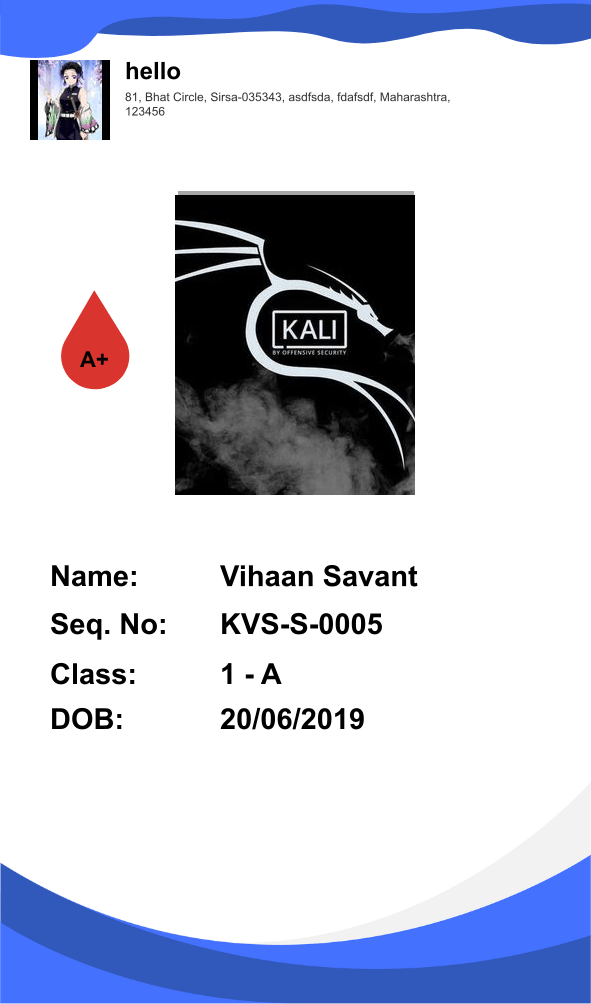 hello
81, Bhat Circle, Sirsa-035343, asdfsda, fdafsdf, Maharashtra,
123456
KALI
BY OFFENSIVE SECURITY
A+
Name: Vihaan Savant
Seq. No: KVS-S-0005
Class: 1 - A
DOB: 20/06/2019